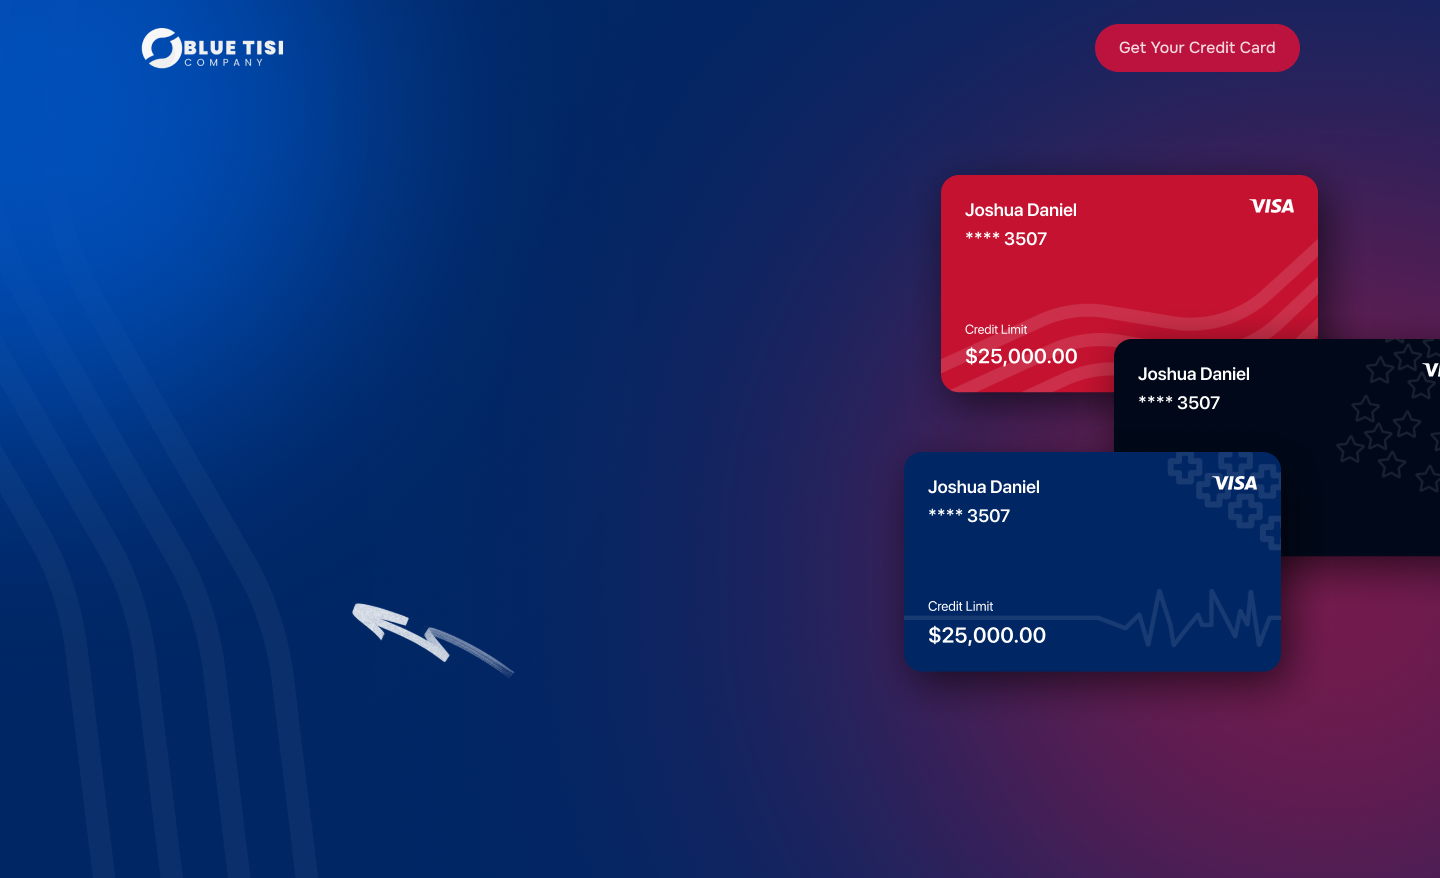 BLUE TISI
COMPANY
Get Your Credit Card
Joshua Daniel
VISA
**** 3507
Credit Limit
$25,000.00
Joshua Daniel
**** 3507
Joshua Daniel
VISA
**** 3507
Credit Limit
$25,000.00